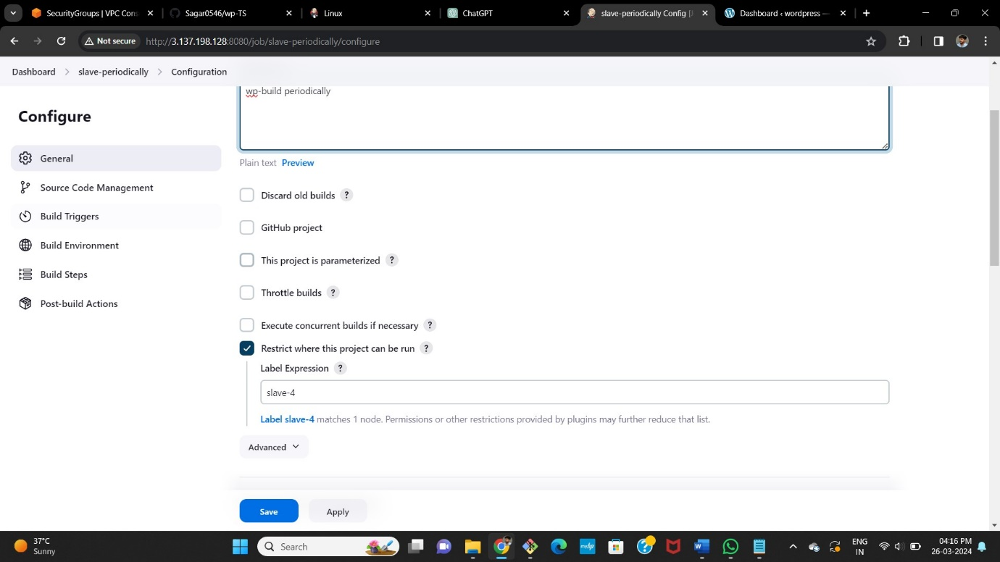 SecurityGroups | VPC Cons
Sagar0546/wp-TS
Linux
ChatGPT
slave-periodically Config [J
Dashboard ‹ wordpress —
Not secure
http://3.137.198.128:8080/job/slave-periodically/configure
Dashboard > slave-periodically > Configuration
Configure
General
Source Code Management
Build Triggers
Build Environment
Build Steps
Post-build Actions
wp-build periodically
Plain text Preview
Discard old builds ?
GitHub project
This project is parameterized ?
Throttle builds ?
Execute concurrent builds if necessary ?
Restrict where this project can be run ?
Label Expression ?
slave-4
Label slave-4 matches 1 node. Permissions or other restrictions provided by plugins may further reduce that list.
Advanced
Save Apply
37°C
Sunny
Search
myhp
W
ENG
IN
04:16 PM
26-03-2024